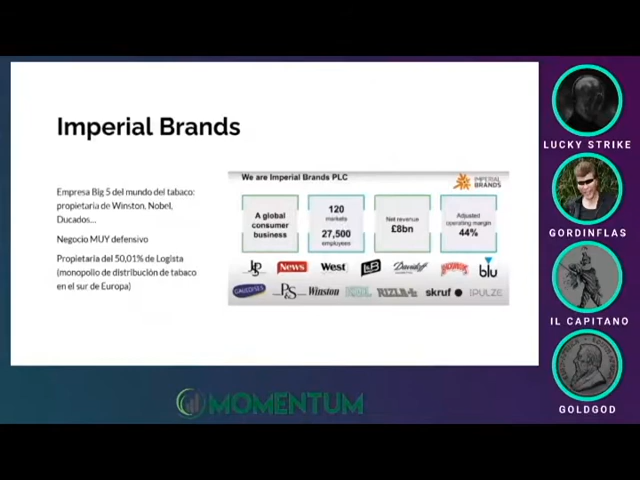 Imperial Brands
Empresa Big 5 del mundo del tabaco:
propietaria de Winston, Nobel,
Ducados...
Negocio MUY defensivo
Propietaria del 50,01% de Logista
(monopolio de distribución de tabaco
en el sur de Europa)
We are Imperial Brands PLC
IMPERIAL
BRANDS
A global
consumer
business
120
markets
27,500
employees
Net revenue
£8bn
Adjusted
operating margin
44%
JPS
News
West
L&B
Davidoff
blu
GAULOISES
P&S
Winston
RIZLA+
skruf
PULZE
LUCKY STRIKE
GORDINFLAS
IL CAPITANO
GOLDGOD
MOMENTUM